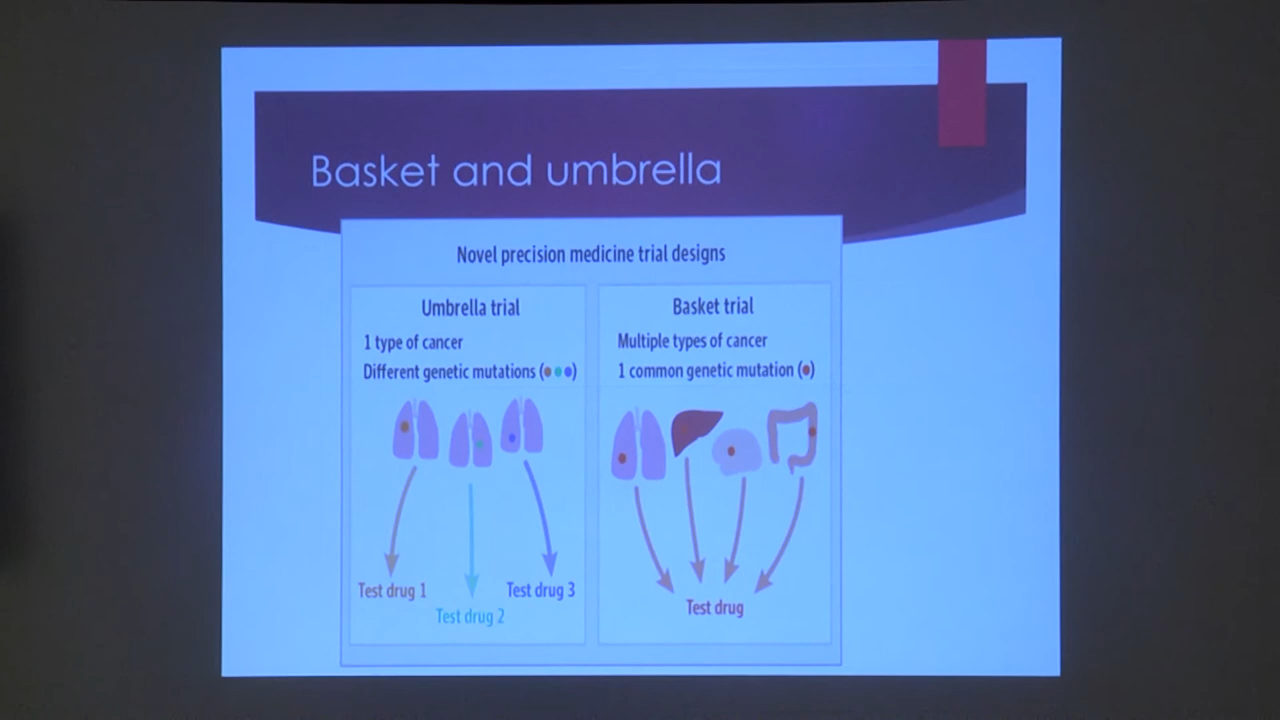 Basket and umbrella
Novel precision medicine trial designs
Umbrella trial
1 type of cancer
Different genetic mutations (●●●)
Test drug 1
Test drug 2
Test drug 3
Basket trial
Multiple types of cancer
1 common genetic mutation (●)
Test drug